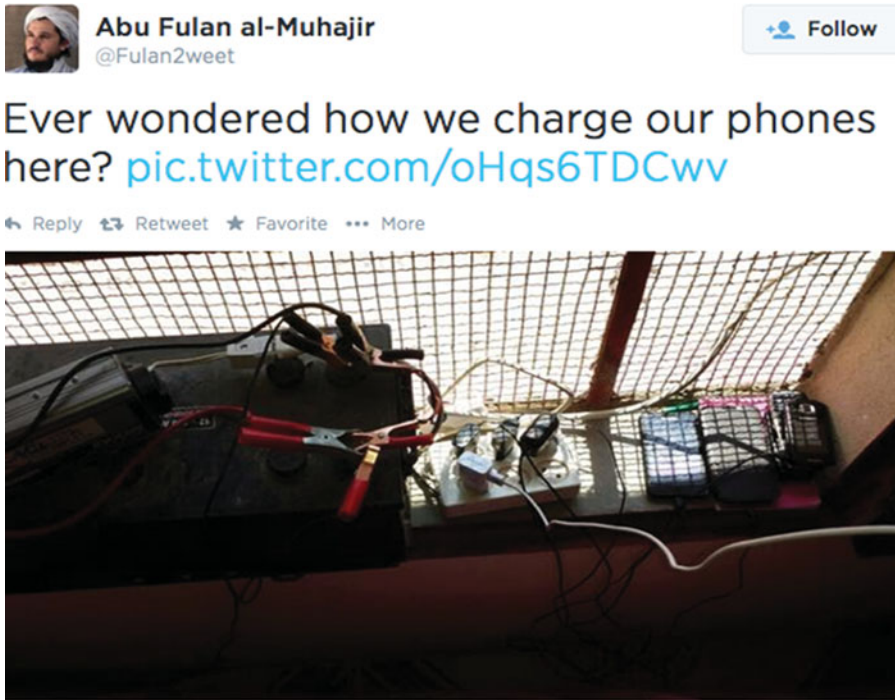 Abu Fulan al-Muhajir
@Fulan2weet
Follow
Ever wondered how we charge our phones
here? pic.twitter.com/oHqs6TDCwv
Reply Retweet Favorite More